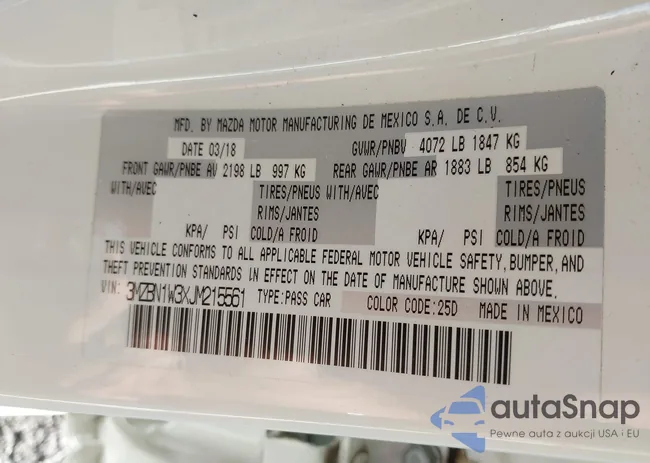 MFD. BY MAZDA MOTOR MANUFACTURING DE MEXICO S.A. DE C.V.
DATE 03/18 GVWR/PNBV 4072 LB 1847 KG
FRONT GAWR/PNBE AV 2198 LB 997 KG REAR GAWR/PNBE AR 1883 LB 854 KG
WITH/AVEC TIRES/PNEUS WITH/AVEC TIRES/PNEUS
RIMS/JANTES RIMS/JANTES
KPA/ PSI COLD/A FROID KPA/ PSI COLD/A FROID
THIS VEHICLE CONFORMS TO ALL APPLICABLE FEDERAL MOTOR VEHICLE SAFETY, BUMPER, AND
THEFT PREVENTION STANDARDS IN EFFECT ON THE DATE OF MANUFACTURE SHOWN ABOVE.
VIN: 3MZBN1W3XJM215561 TYPE:PASS CAR COLOR CODE:25D MADE IN MEXICO
autaSnap
Pewne auta z aukcji USA i EU